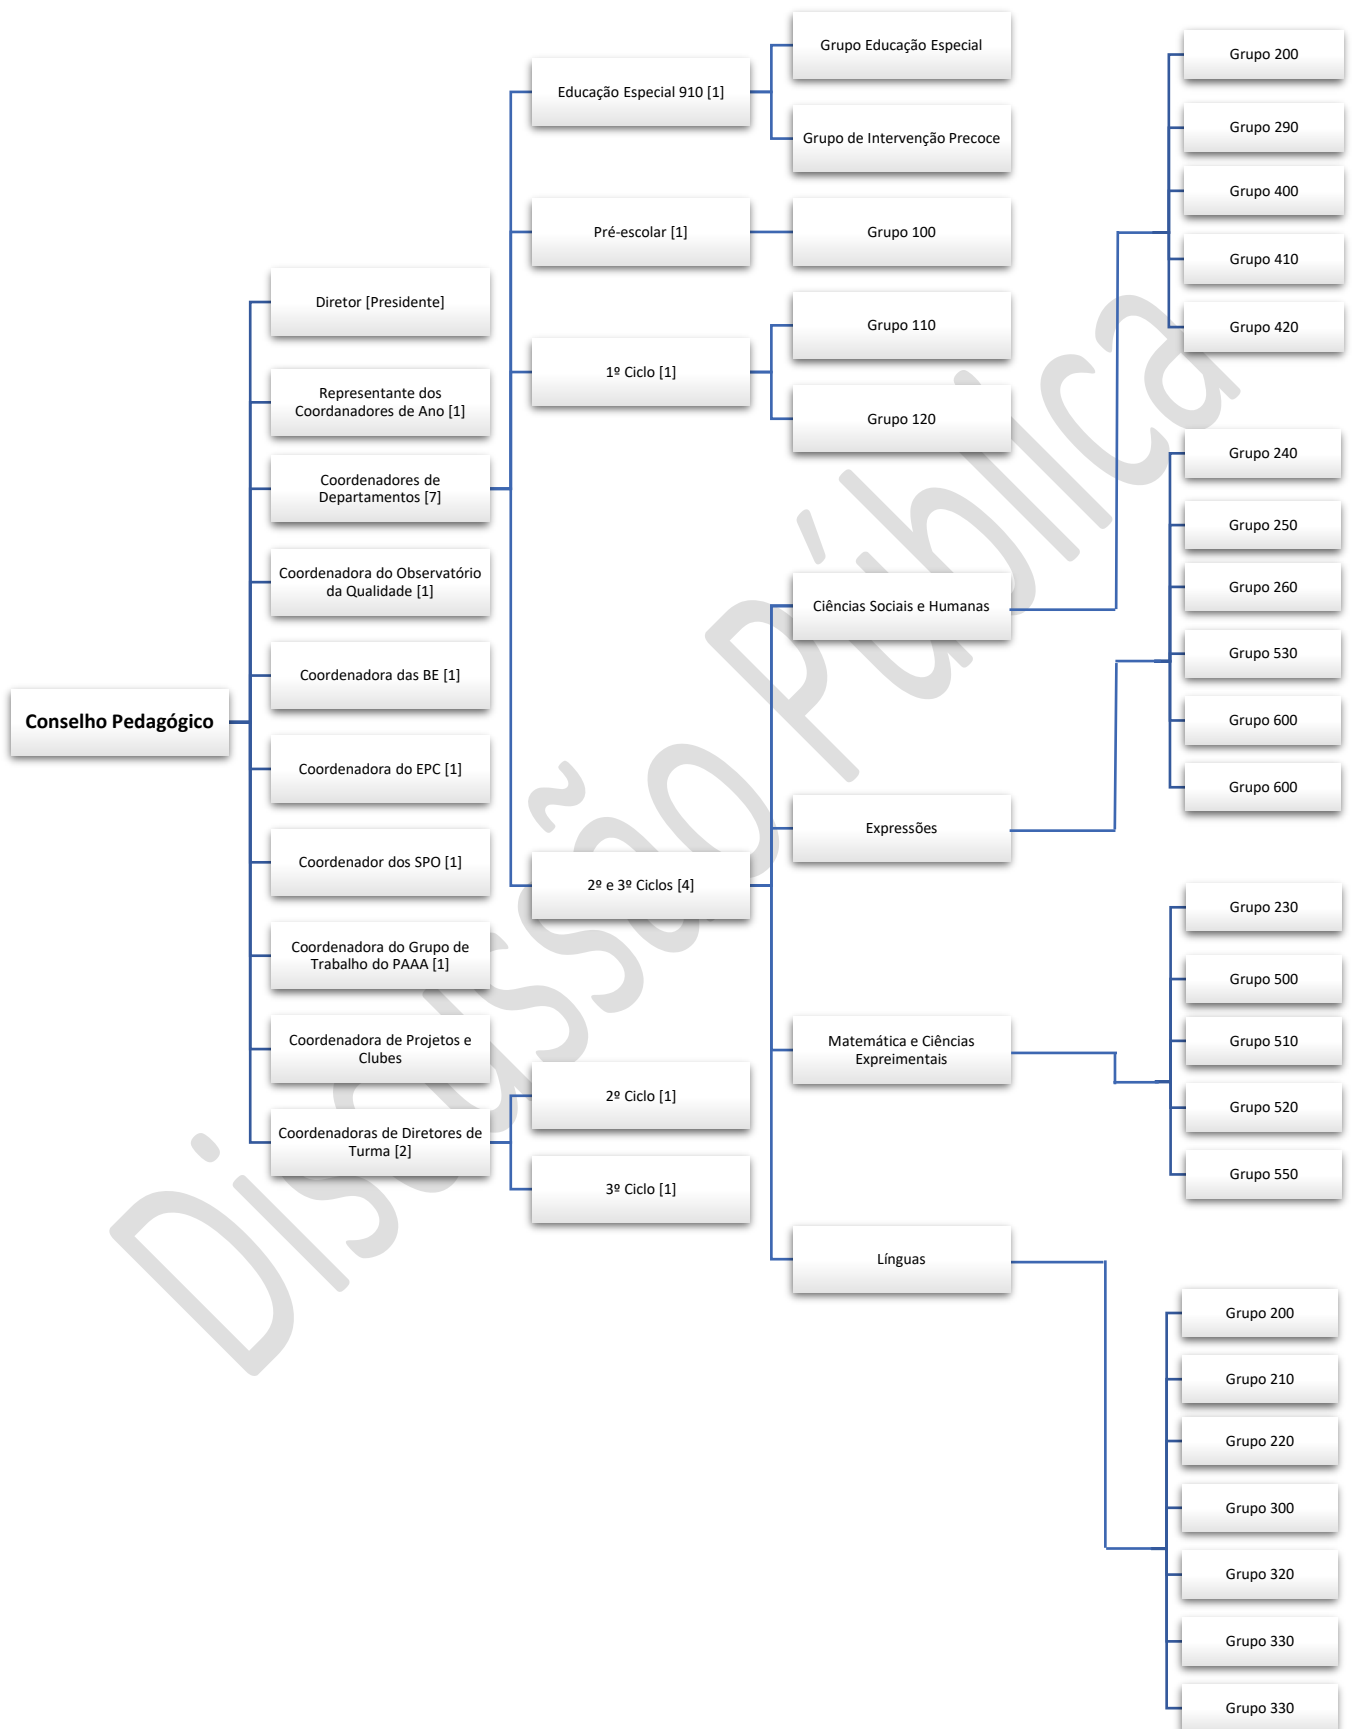 Conselho Pedagógico
Diretor [Presidente]
Representante dos
Coordanadores de Ano [1]
Coordenadores de
Departamentos [7]
Coordenadora do Observatório
da Qualidade [1]
Coordenadora das BE [1]
Coordenadora do EPC [1]
Coordenador dos SPO [1]
Coordenadora do Grupo de
Trabalho do PAAA [1]
Coordenadora de Projetos e
Clubes
Coordenadoras de Diretores de
Turma [2]
Educação Especial 910 [1]
Pré-escolar [1]
1º Ciclo [1]
2º e 3º Ciclos [4]
2º Ciclo [1]
3º Ciclo [1]
Grupo Educação Especial
Grupo de Intervenção Precoce
Grupo 100
Grupo 110
Grupo 120
Ciências Sociais e Humanas
Expressões
Matemática e Ciências
Expreimentais
Línguas
Grupo 200
Grupo 290
Grupo 400
Grupo 410
Grupo 420
Grupo 240
Grupo 250
Grupo 260
Grupo 530
Grupo 600
Grupo 600
Grupo 230
Grupo 500
Grupo 510
Grupo 520
Grupo 550
Grupo 200
Grupo 210
Grupo 220
Grupo 300
Grupo 320
Grupo 330
Grupo 330
Discussão Pública